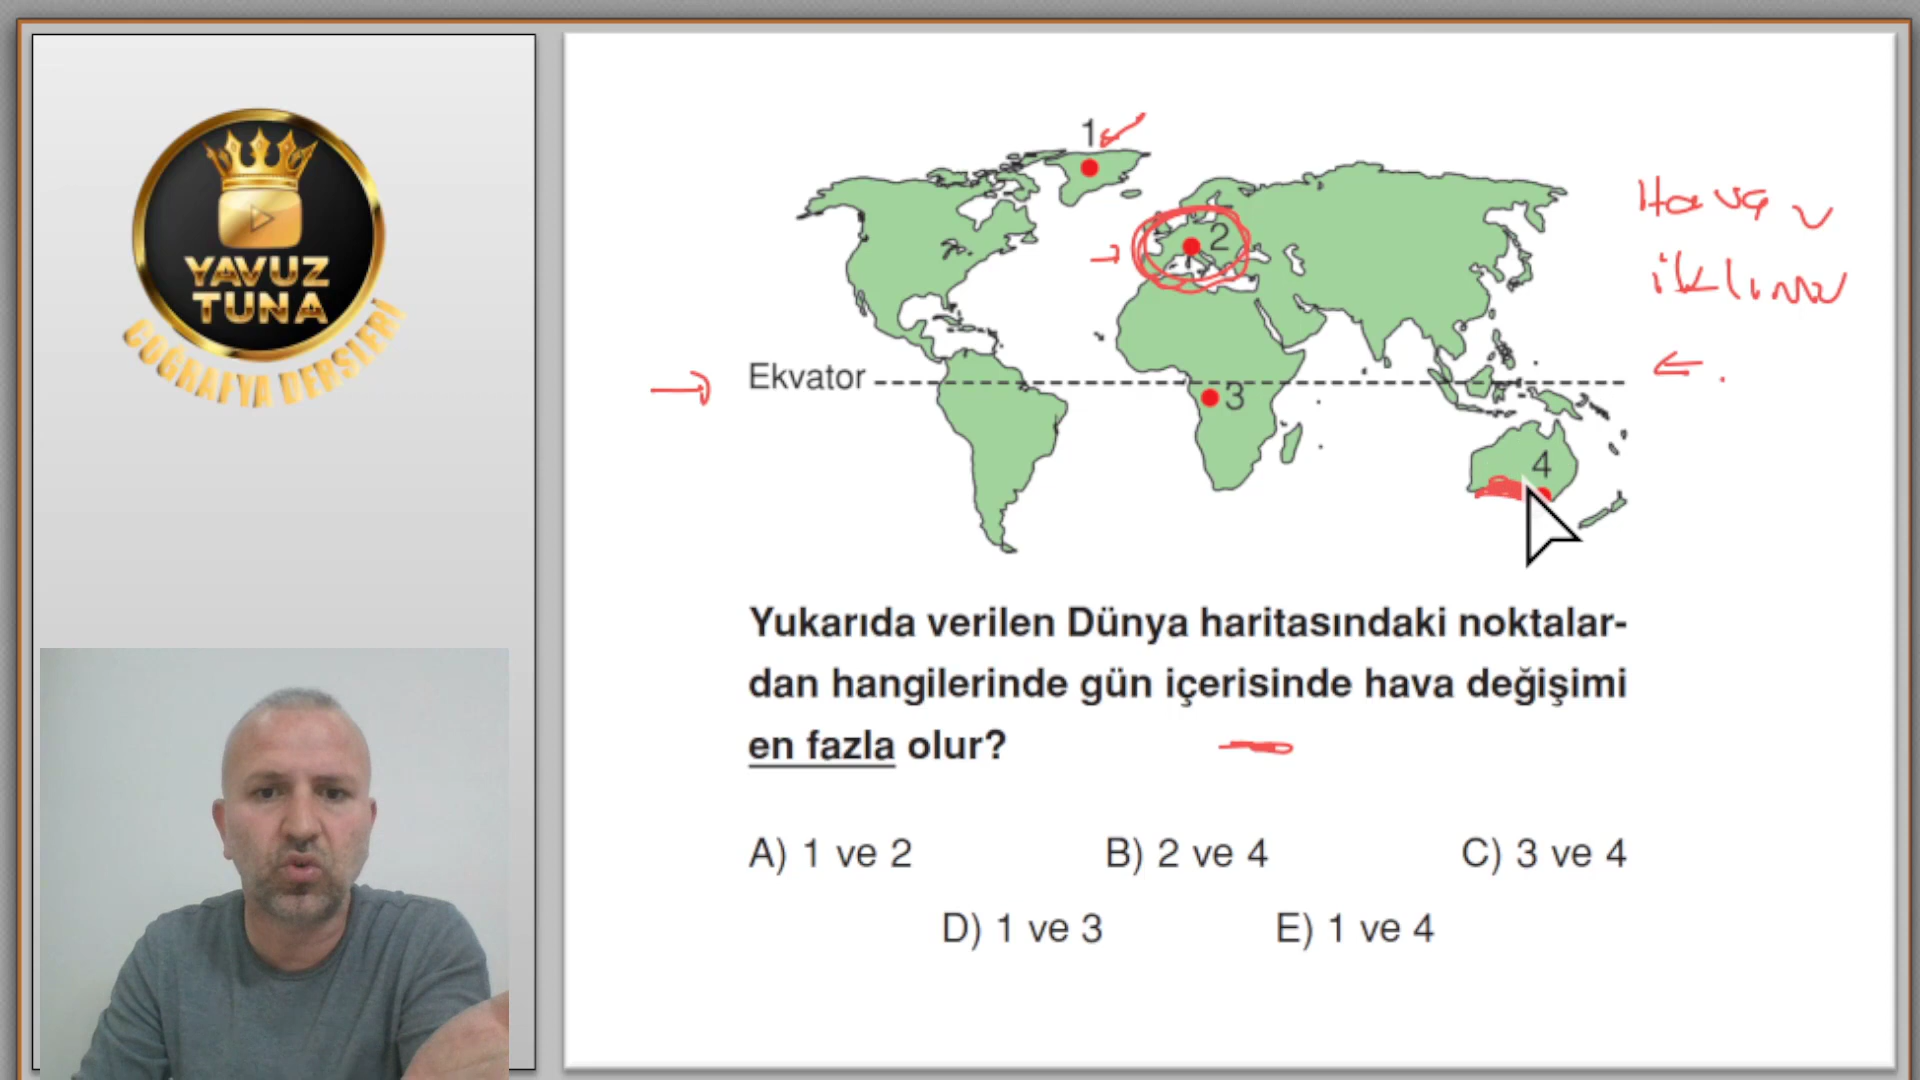 YAVUZ
TUNA
COĞRAFYA DERSLERİ
1
2
Hava
iklimi
Ekvator
3
4
Yukarıda verilen Dünya haritasındaki noktalar-
dan hangilerinde gün içerisinde hava değişimi
en fazla olur?
A) 1 ve 2 B) 2 ve 4 C) 3 ve 4
D) 1 ve 3 E) 1 ve 4